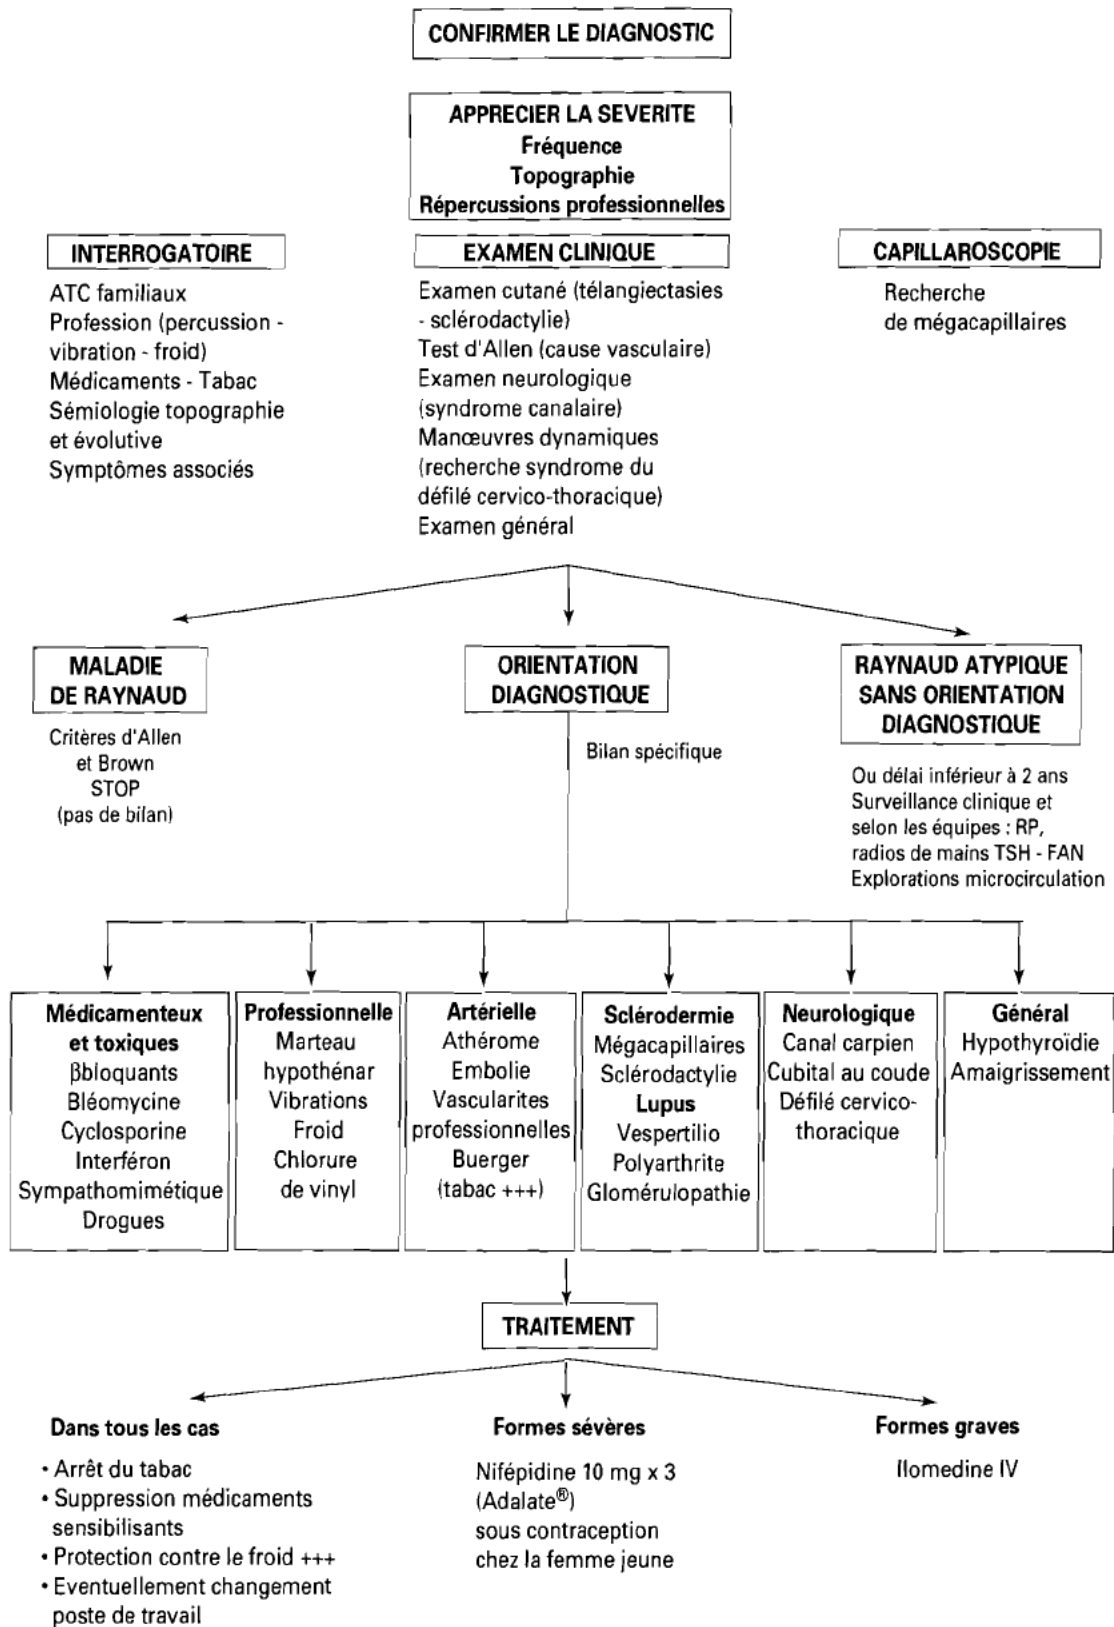 CONFIRMER LE DIAGNOSTIC
APPRECIER LA SEVERITE
Fréquence
Topographie
Répercussions professionnelles
INTERROGATOIRE
ATC familiaux
Profession (percussion -
vibration - froid)
Médicaments - Tabac
Sémiologie topographie
et évolutive
Symptômes associés
EXAMEN CLINIQUE
Examen cutané (télangiectasies
- sclérodactylie)
Test d'Allen (cause vasculaire)
Examen neurologique
(syndrome canalaire)
Manœuvres dynamiques
(recherche syndrome du
défilé cervico-thoracique)
Examen général
CAPILLAROSCOPIE
Recherche
de mégacapillaires
MALADIE
DE RAYNAUD
Critères d'Allen
et Brown
STOP
(pas de bilan)
ORIENTATION
DIAGNOSTIQUE
Bilan spécifique
RAYNAUD ATYPIQUE
SANS ORIENTATION
DIAGNOSTIQUE
Ou délai inférieur à 2 ans
Surveillance clinique et
selon les équipes : RP,
radios de mains TSH - FAN
Explorations microcirculation
Médicamenteux
et toxiques
βbloquants
Bléomycine
Cyclosporine
Interféron
Sympathomimétique
Drogues
Professionnelle
Marteau
hypothénar
Vibrations
Froid
Chlorure
de vinyl
Artérielle
Athérome
Embolie
Vascularites
professionnelles
Buerger
(tabac +++)
Sclérodermie
Mégacapillaires
Sclérodactylie
Lupus
Vespertilio
Polyarthrite
Glomérulopathie
Neurologique
Canal carpien
Cubital au coude
Défilé cervico-
thoracique
Général
Hypothyroïdie
Amaigrissement
TRAITEMENT
Dans tous les cas
• Arrêt du tabac
• Suppression médicaments
sensibilisants
• Protection contre le froid +++
• Eventuellement changement
poste de travail
Formes sévères
Nifépidine 10 mg x 3
(Adalate®)
sous contraception
chez la femme jeune
Formes graves
Ilomedine IV